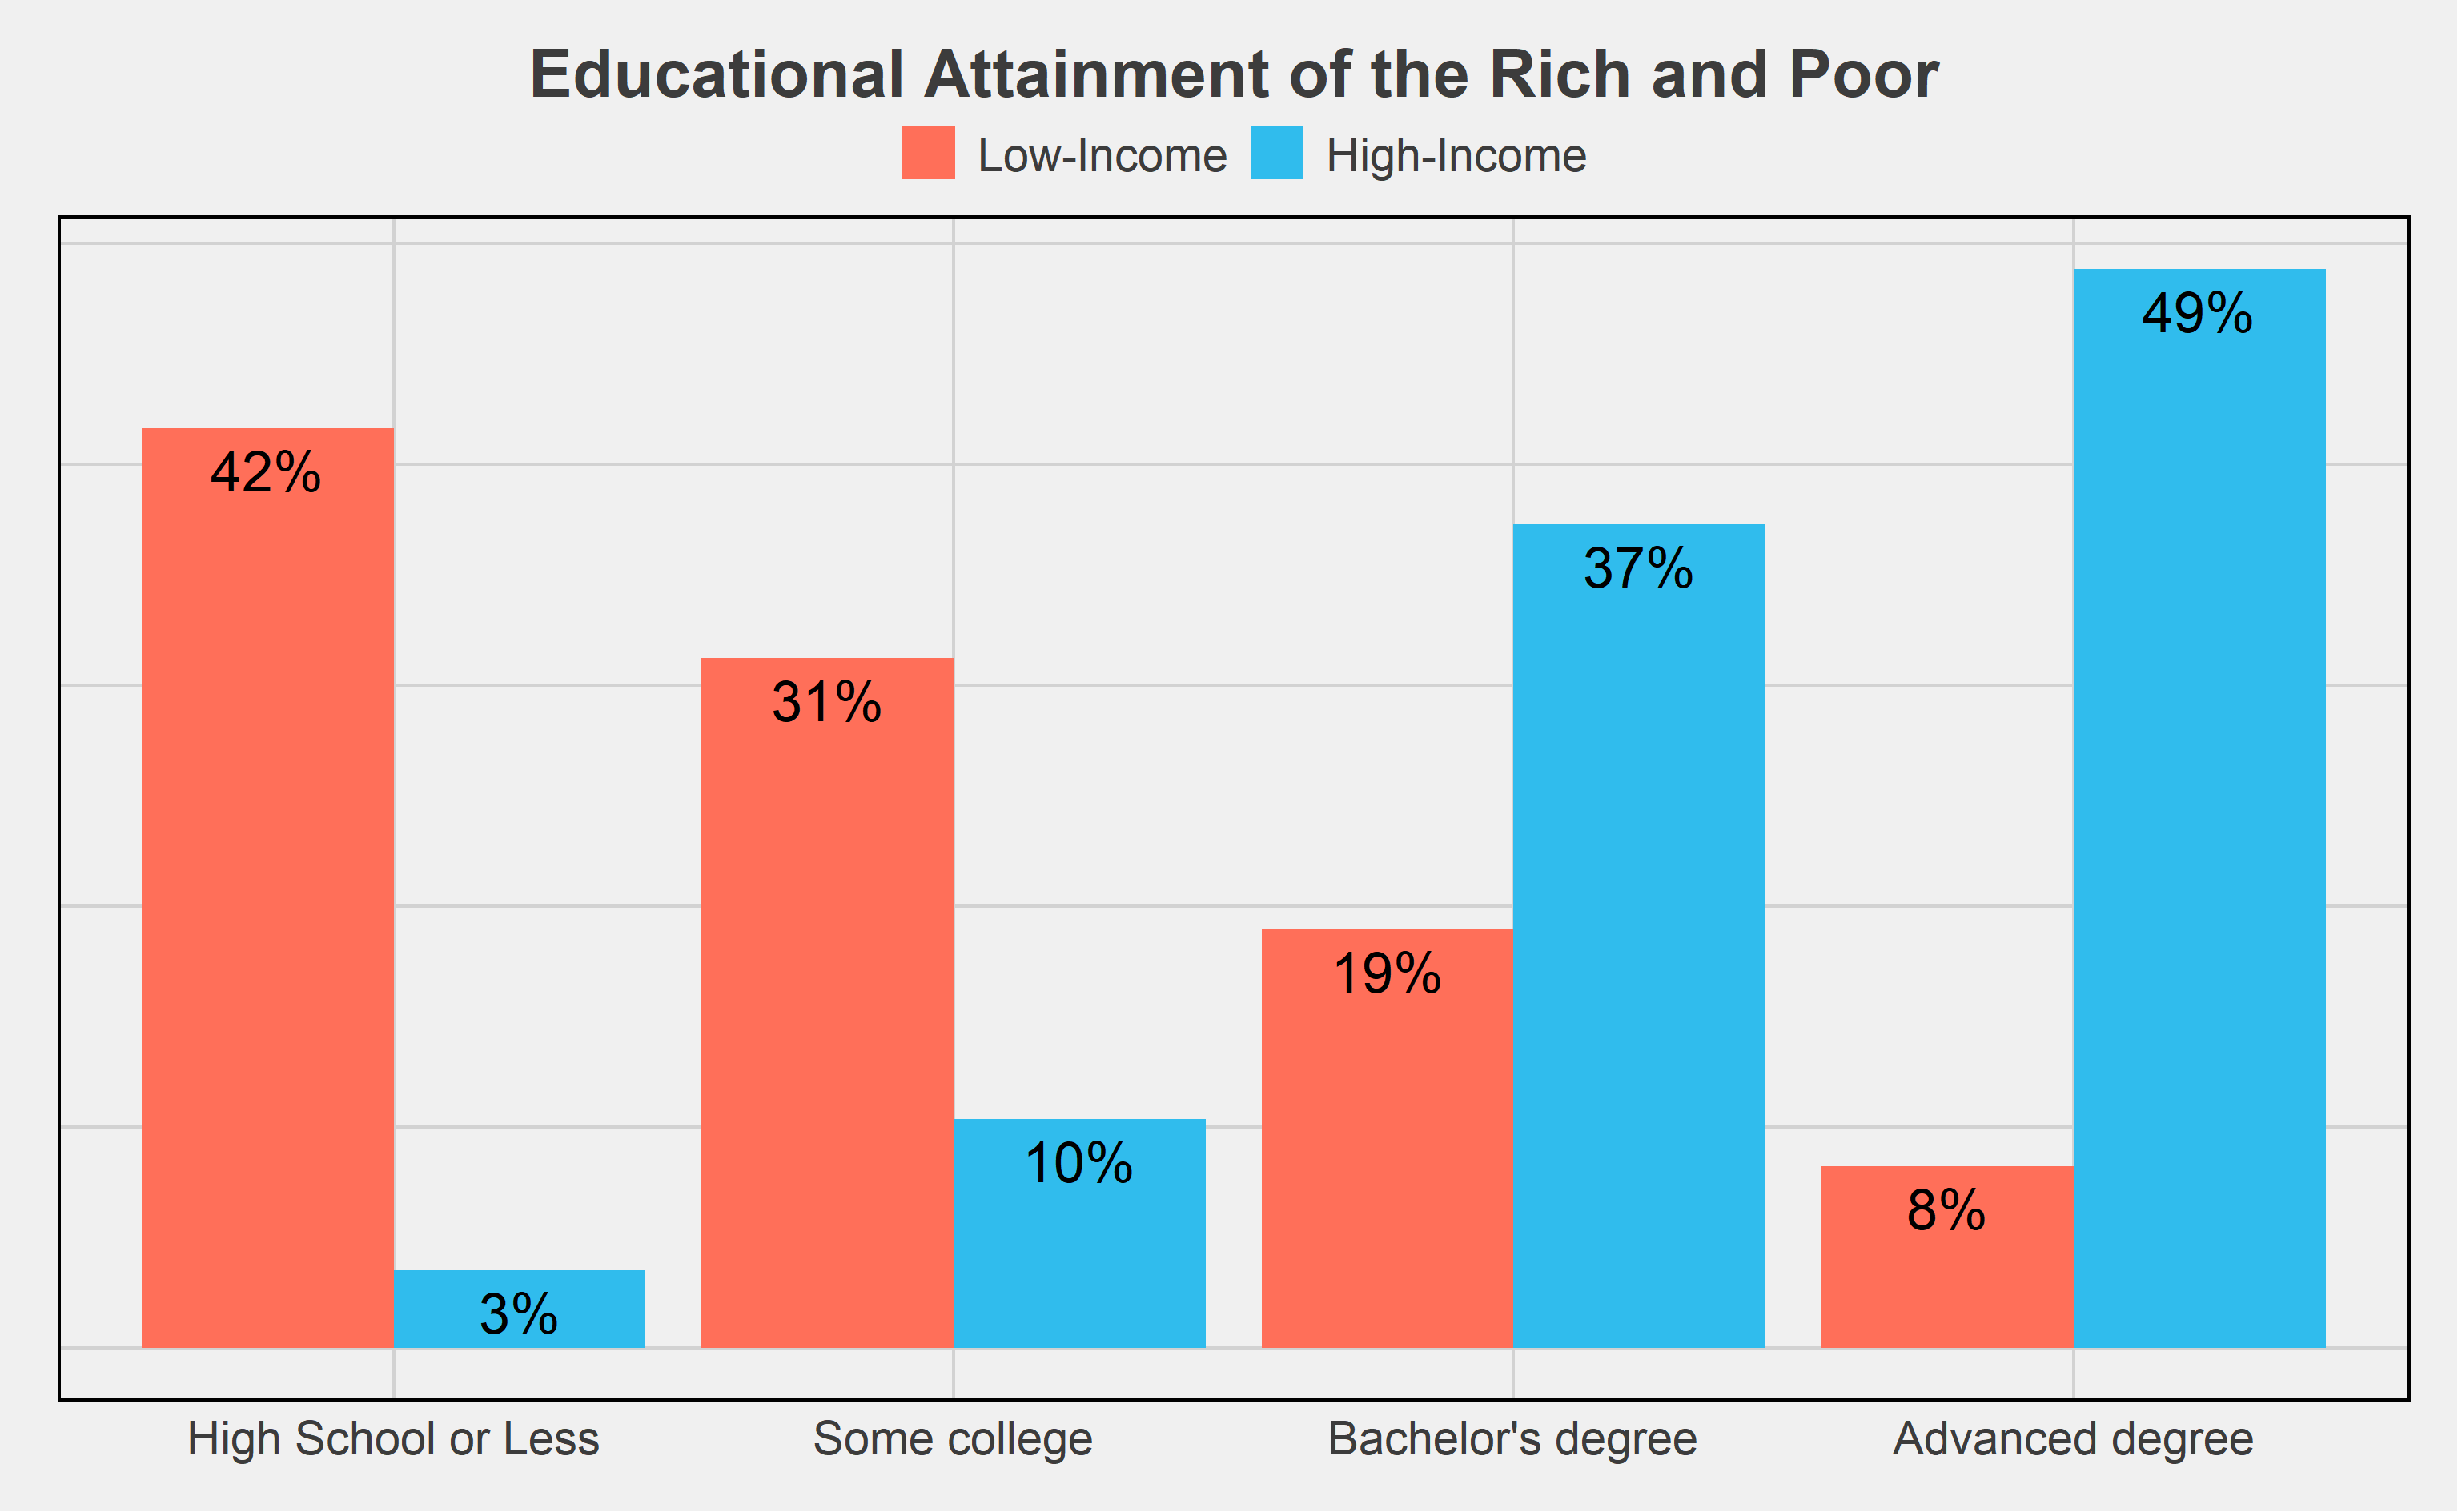 Educational Attainment of the Rich and Poor
Low-Income High-Income
42% 3% 31% 10% 19% 37% 8% 49%
High School or Less Some college Bachelor's degree Advanced degree